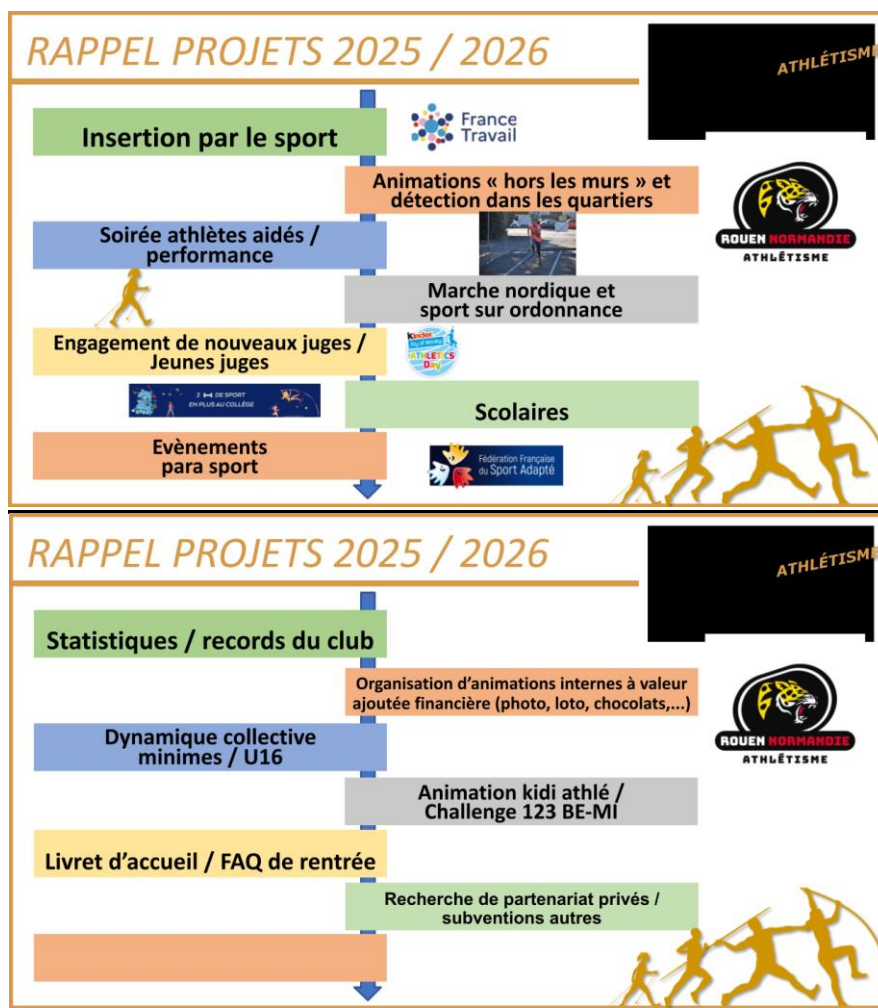 RAPPEL PROJETS 2025 / 2026
ATHLÉTISME
Insertion par le sport
France
Travail
Animations « hors les murs » et
détection dans les quartiers
ROUEN NORMANDIE
ATHLÉTISME
Soirée athlètes aidés /
performance
Marche nordique et
sport sur ordonnance
Engagement de nouveaux juges /
Jeunes juges
Kinder
Joy of Moving
ATHLETICS
Day
2 H DE SPORT
EN PLUS AU COLLÈGE
Scolaires
Evènements
para sport
Fédération Française
du Sport Adapté
RAPPEL PROJETS 2025 / 2026
ATHLÉTISME
Statistiques / records du club
Organisation d’animations internes à valeur
ajoutée financière (photo, loto, chocolats,...)
ROUEN NORMANDIE
ATHLÉTISME
Dynamique collective
minimes / U16
Animation kidi athlé /
Challenge 123 BE-MI
Livret d’accueil / FAQ de rentrée
Recherche de partenariat privés /
subventions autres